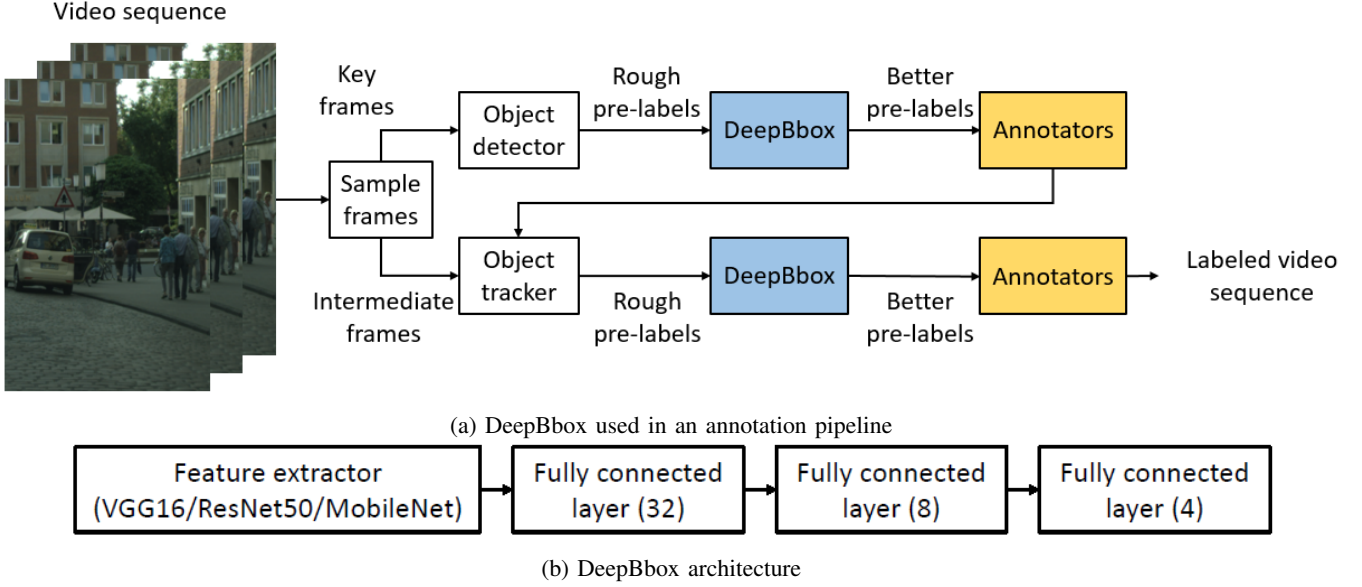 Video sequence
Key
frames
Object
detector
Rough
pre-labels
DeepBbox
Better
pre-labels
Annotators
Sample
frames
Intermediate
frames
Object
tracker
Rough
pre-labels
DeepBbox
Better
pre-labels
Annotators
Labeled video
sequence
(a) DeepBbox used in an annotation pipeline
Feature extractor
(VGG16/ResNet50/MobileNet)
Fully connected
layer (32)
Fully connected
layer (8)
Fully connected
layer (4)
(b) DeepBbox architecture